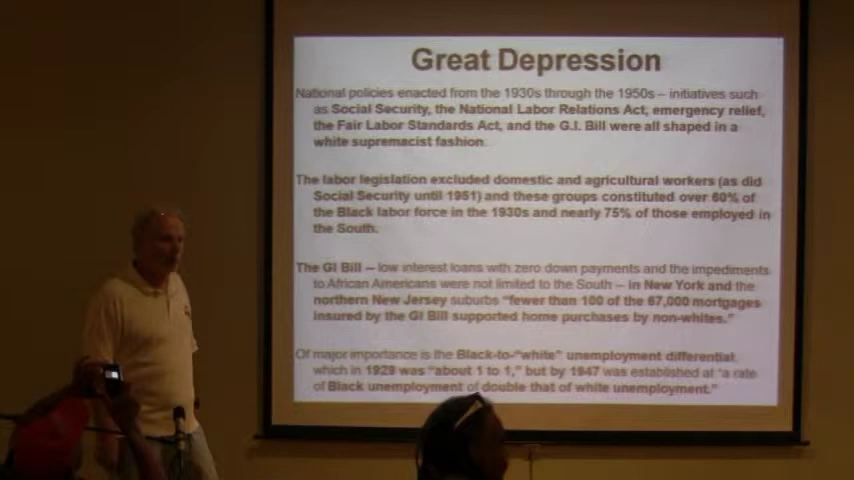 Great Depression
National policies enacted from the 1930s through the 1950s – initiatives such
as Social Security, the National Labor Relations Act, emergency relief,
the Fair Labor Standards Act, and the G.I. Bill were all shaped in a
white supremacist fashion.
The labor legislation excluded domestic and agricultural workers (as did
Social Security until 1951) and these groups constituted over 60% of
the Black labor force in the 1930s and nearly 75% of those employed in
the South.
The GI Bill – low interest loans with zero down payments and the impediments
to African Americans were not limited to the South – in New York and the
northern New Jersey suburbs "fewer than 100 of the 67,000 mortgages
insured by the GI Bill supported home purchases by non-whites."
Of major importance is the Black-to-"white" unemployment differential,
which in 1929 was "about 1 to 1," but by 1947 was established at "a rate
of Black unemployment of double that of white unemployment."